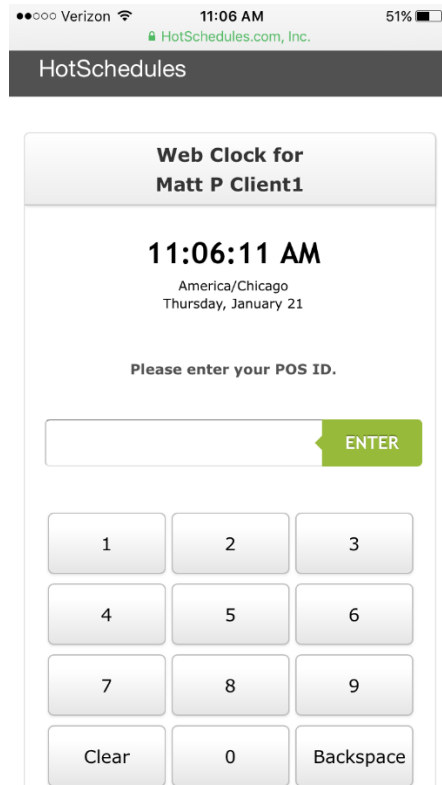 Verizon 11:06 AM 51%
HotSchedules.com, Inc.
HotSchedules
Web Clock for
Matt P Client1
11:06:11 AM
America/Chicago
Thursday, January 21
Please enter your POS ID.
ENTER
1 2 3
4 5 6
7 8 9
Clear 0 Backspace